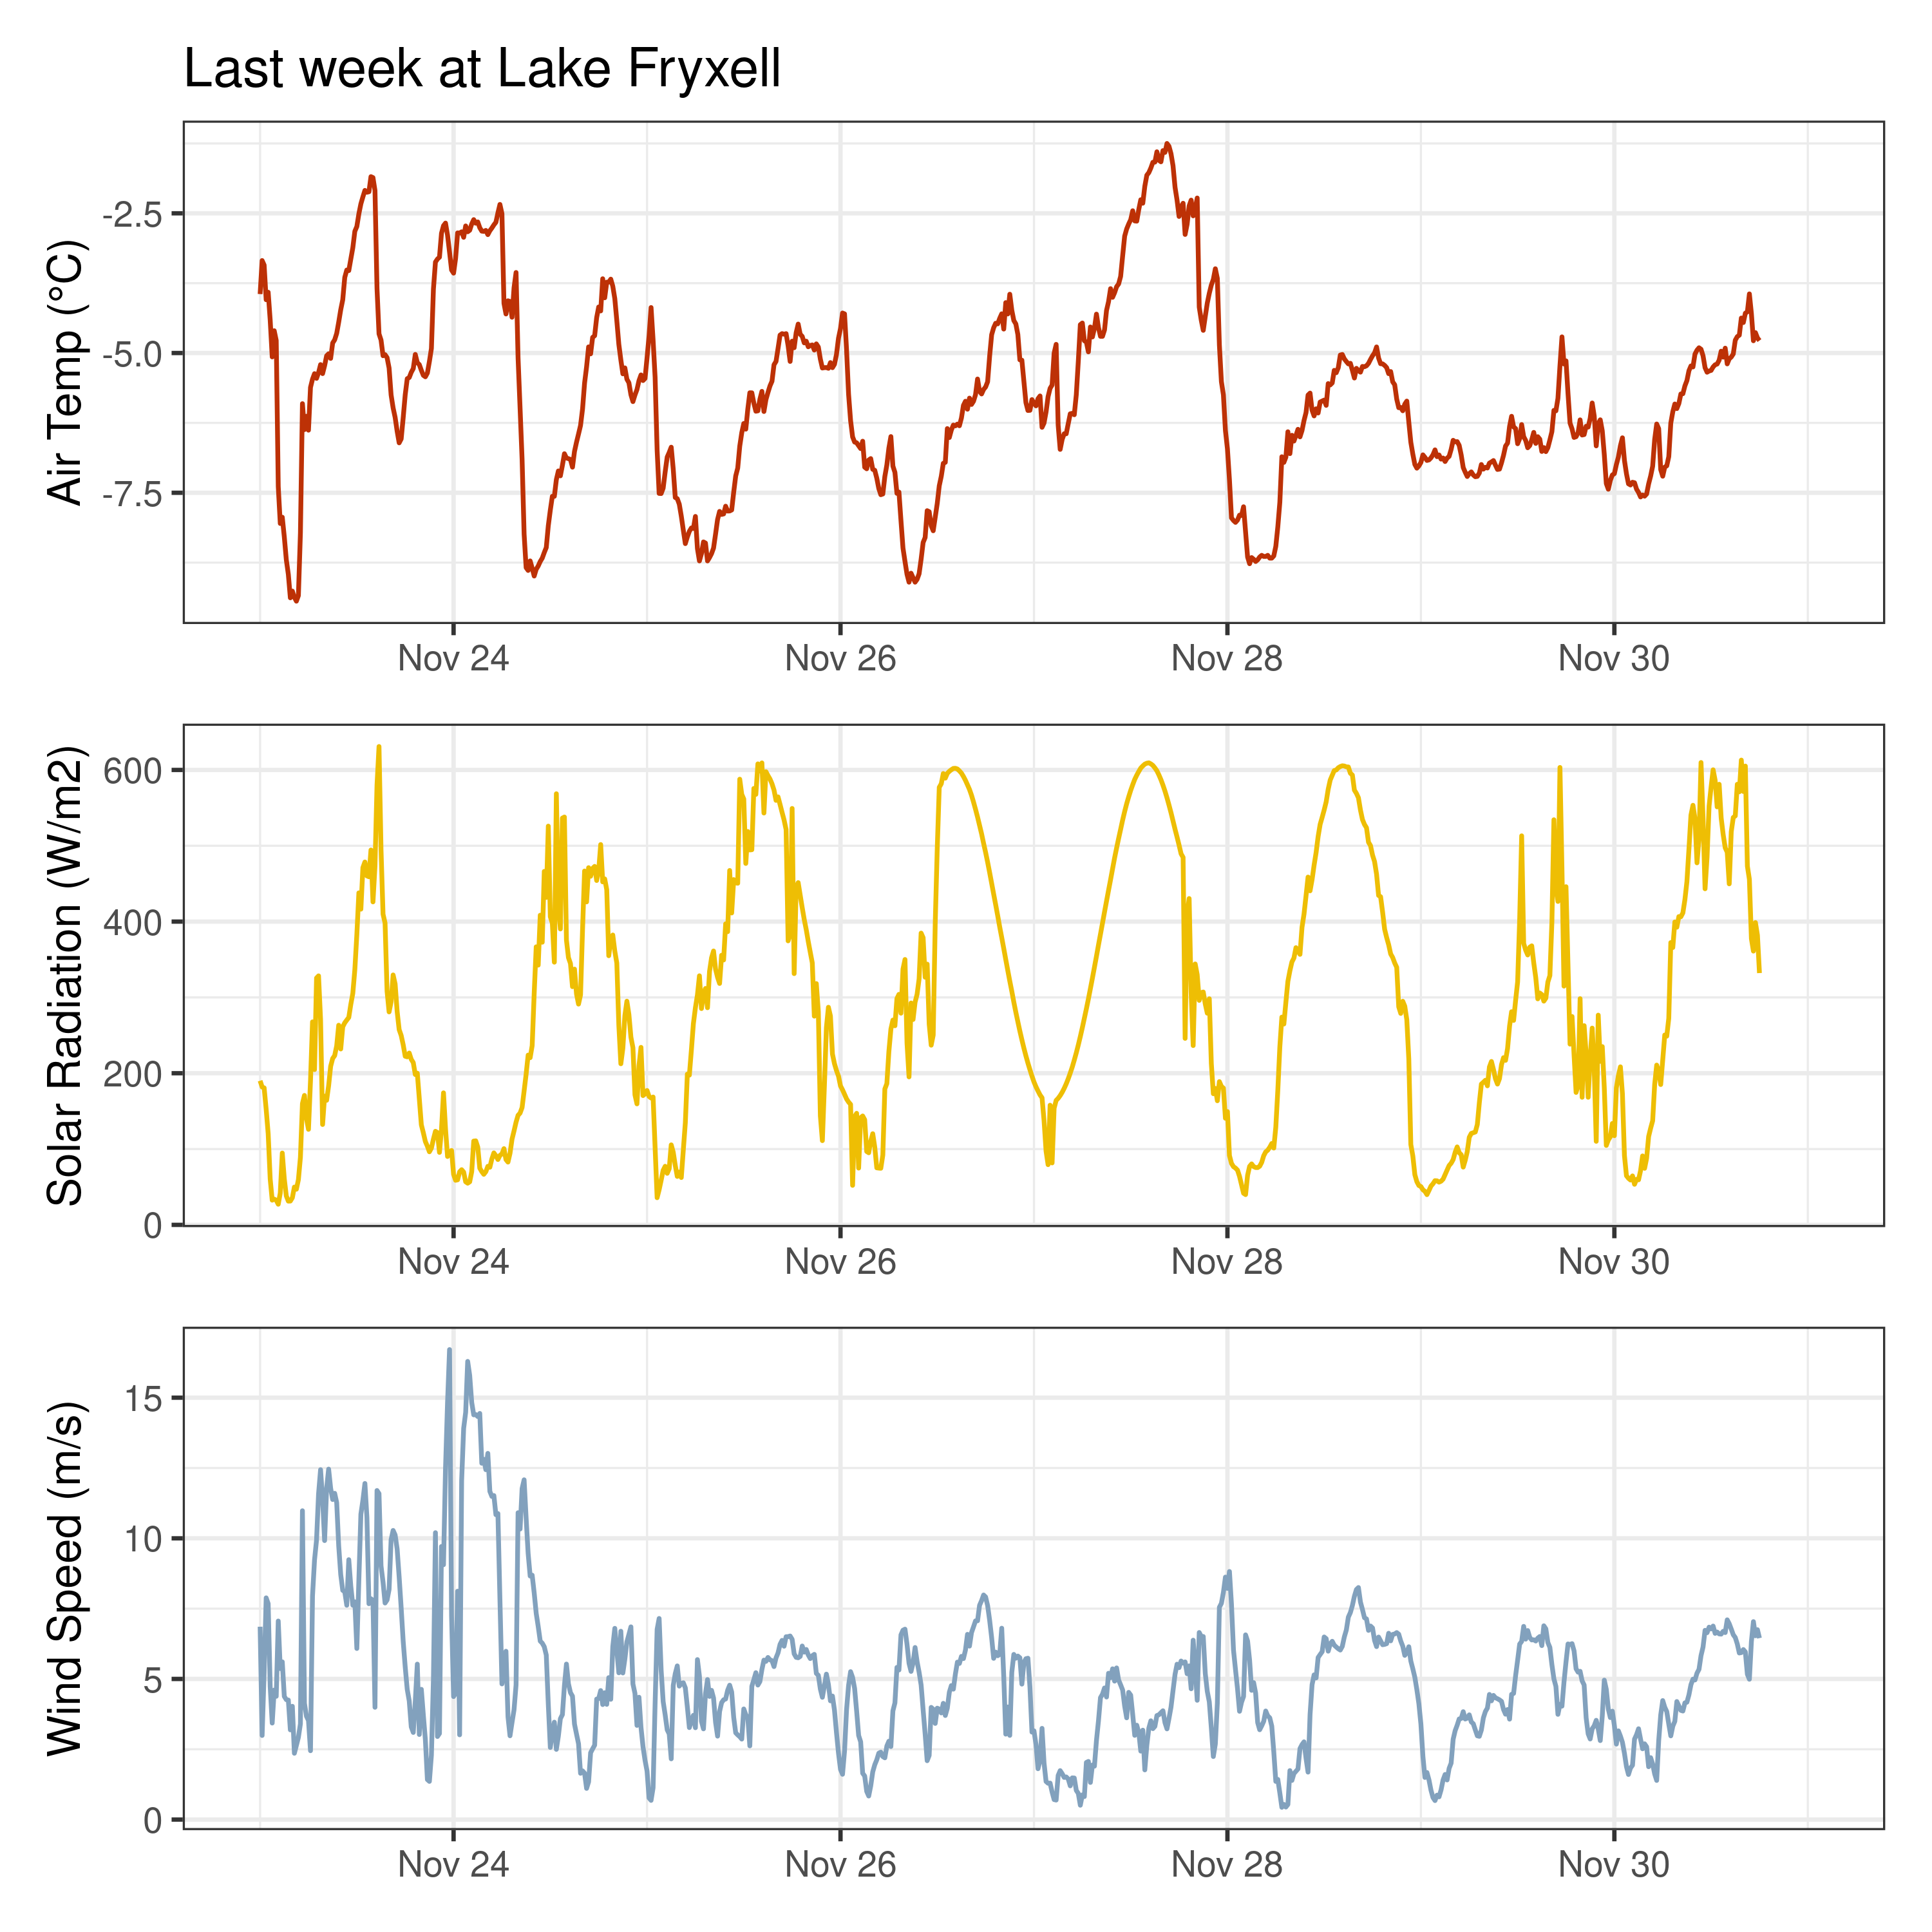 Last week at Lake Fryxell
Air Temp (°C)
-2.5
-5.0
-7.5
Nov 24 Nov 26 Nov 28 Nov 30
Solar Radiation (W/m2)
600
400
200
0
Nov 24 Nov 26 Nov 28 Nov 30
Wind Speed (m/s)
15
10
5
0
Nov 24 Nov 26 Nov 28 Nov 30